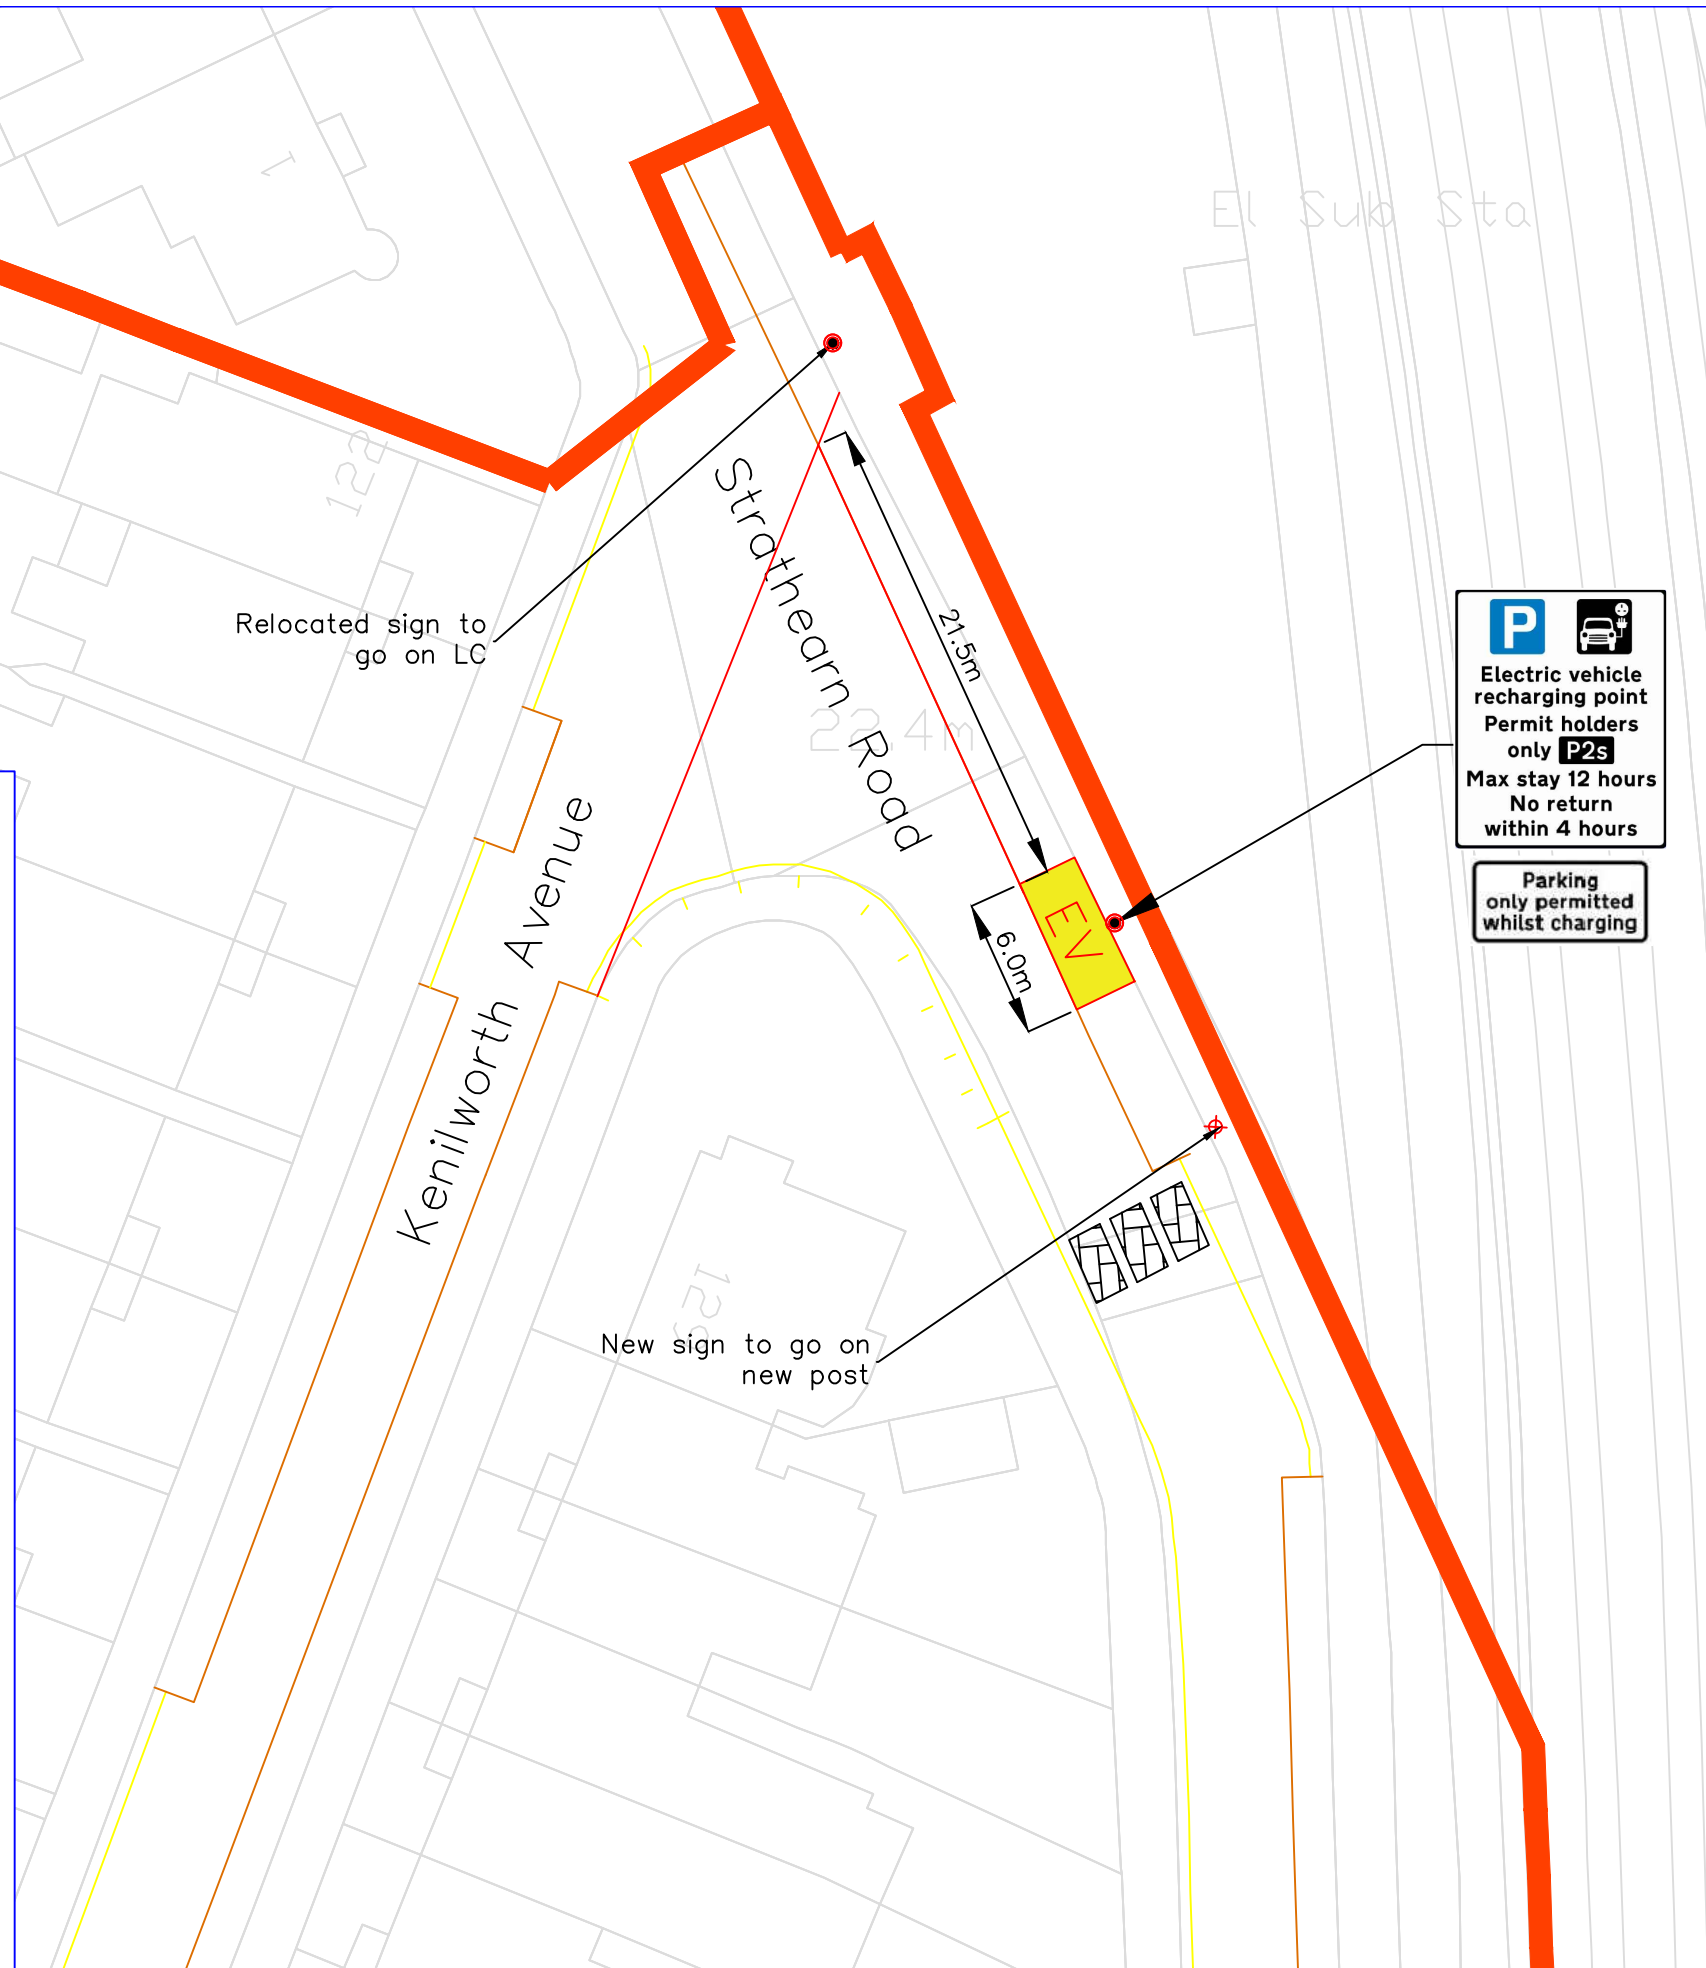 1
El Sub Sta
122
Strathearn Road
Relocated sign to
go on LC
21.5m
22.4m
P
Electric vehicle
recharging point
Permit holders
only P2s
Max stay 12 hours
No return
within 4 hours
Parking
only permitted
whilst charging
Kenilworth Avenue
EV
6.0m
New sign to go on
new post